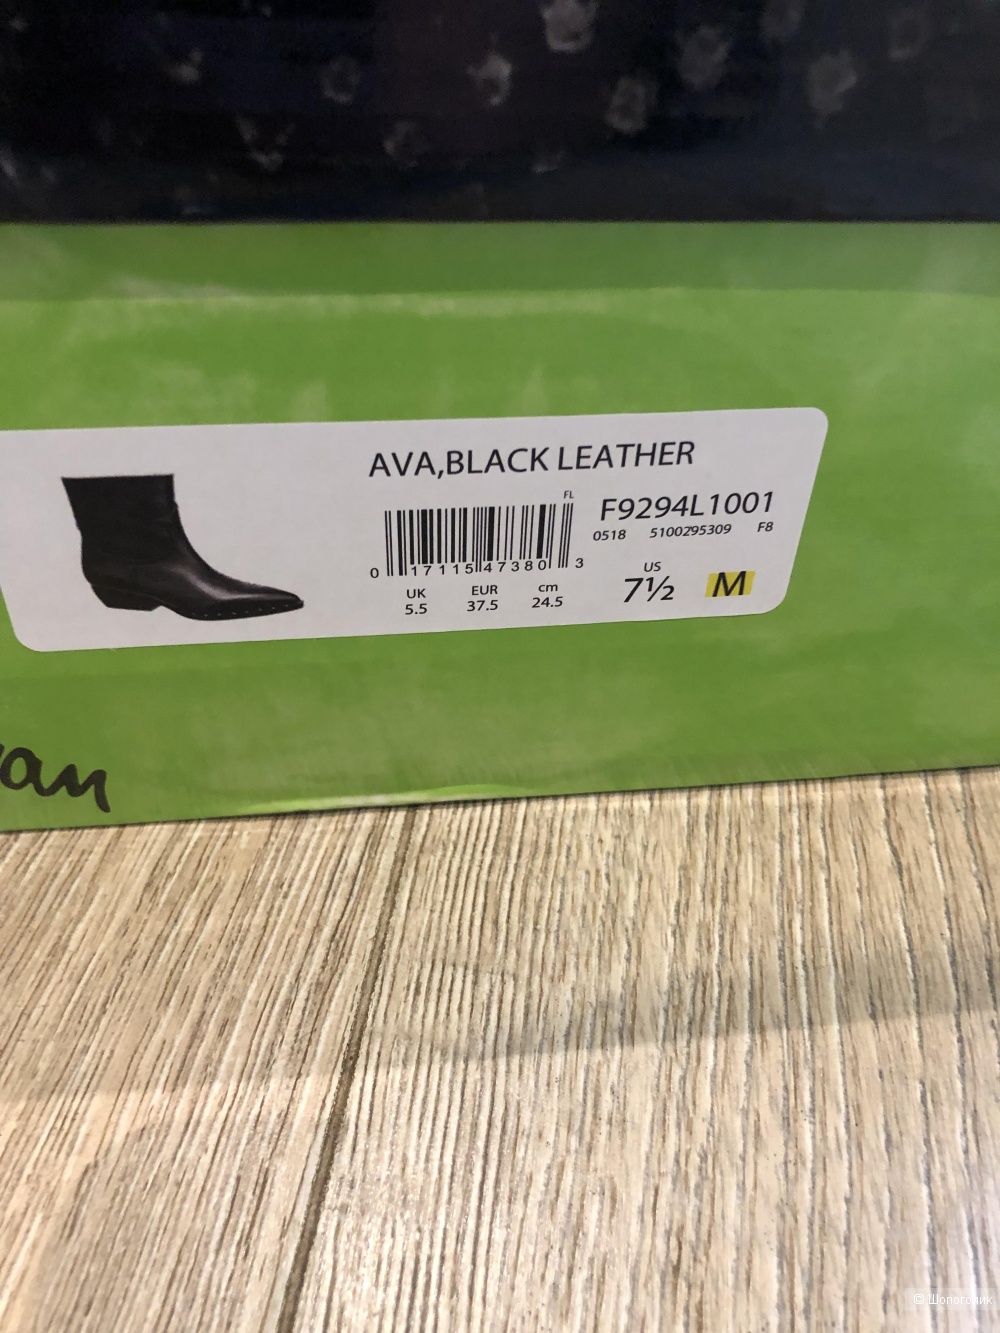 AVA,BLACK LEATHER
FL
F9294L1001
0518 5100295309 F8
0 17115 47380 3
UK EUR cm US
5.5 37.5 24.5 7½ M
© Шопоголик